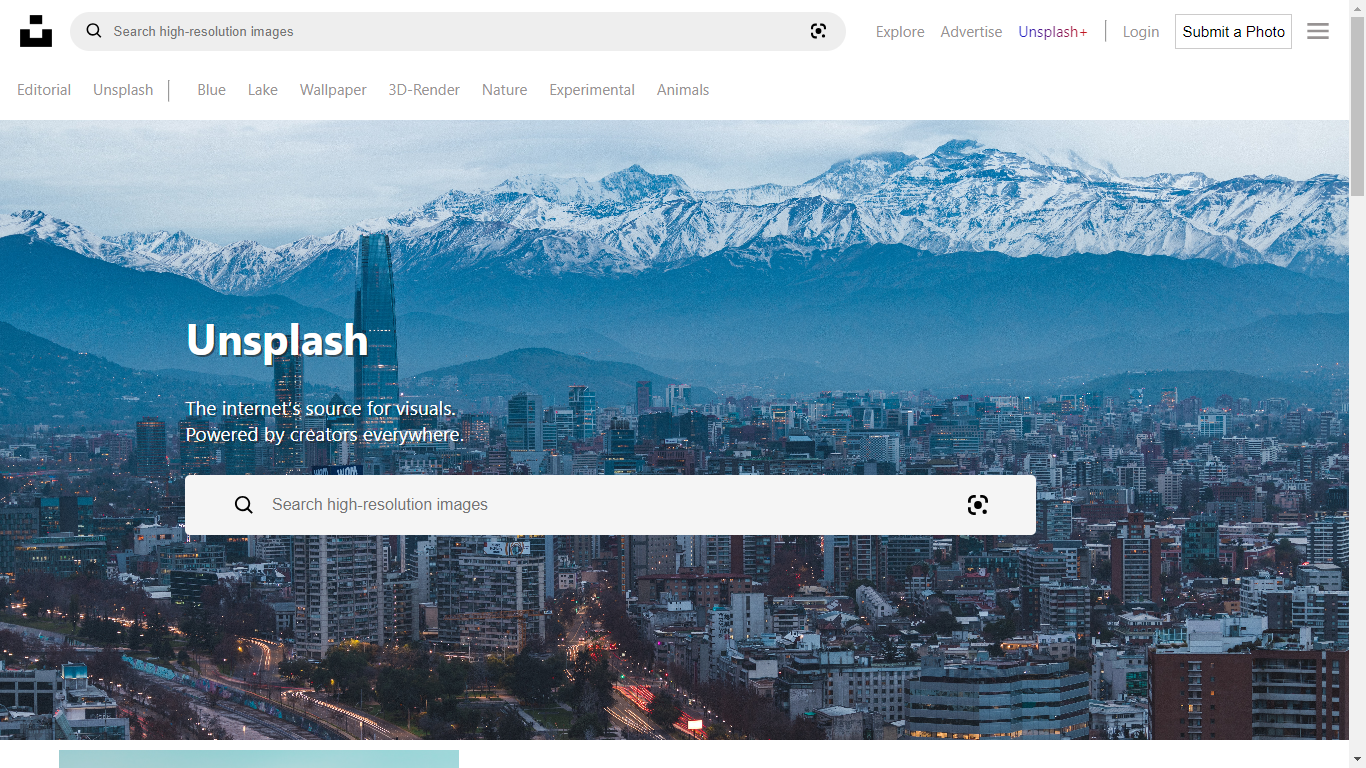 Search high-resolution images
Explore
Advertise
Unsplash+
Login
Submit a Photo
Editorial
Unsplash
Blue
Lake
Wallpaper
3D-Render
Nature
Experimental
Animals
Unsplash
The internet's source for visuals.
Powered by creators everywhere.
Search high-resolution images